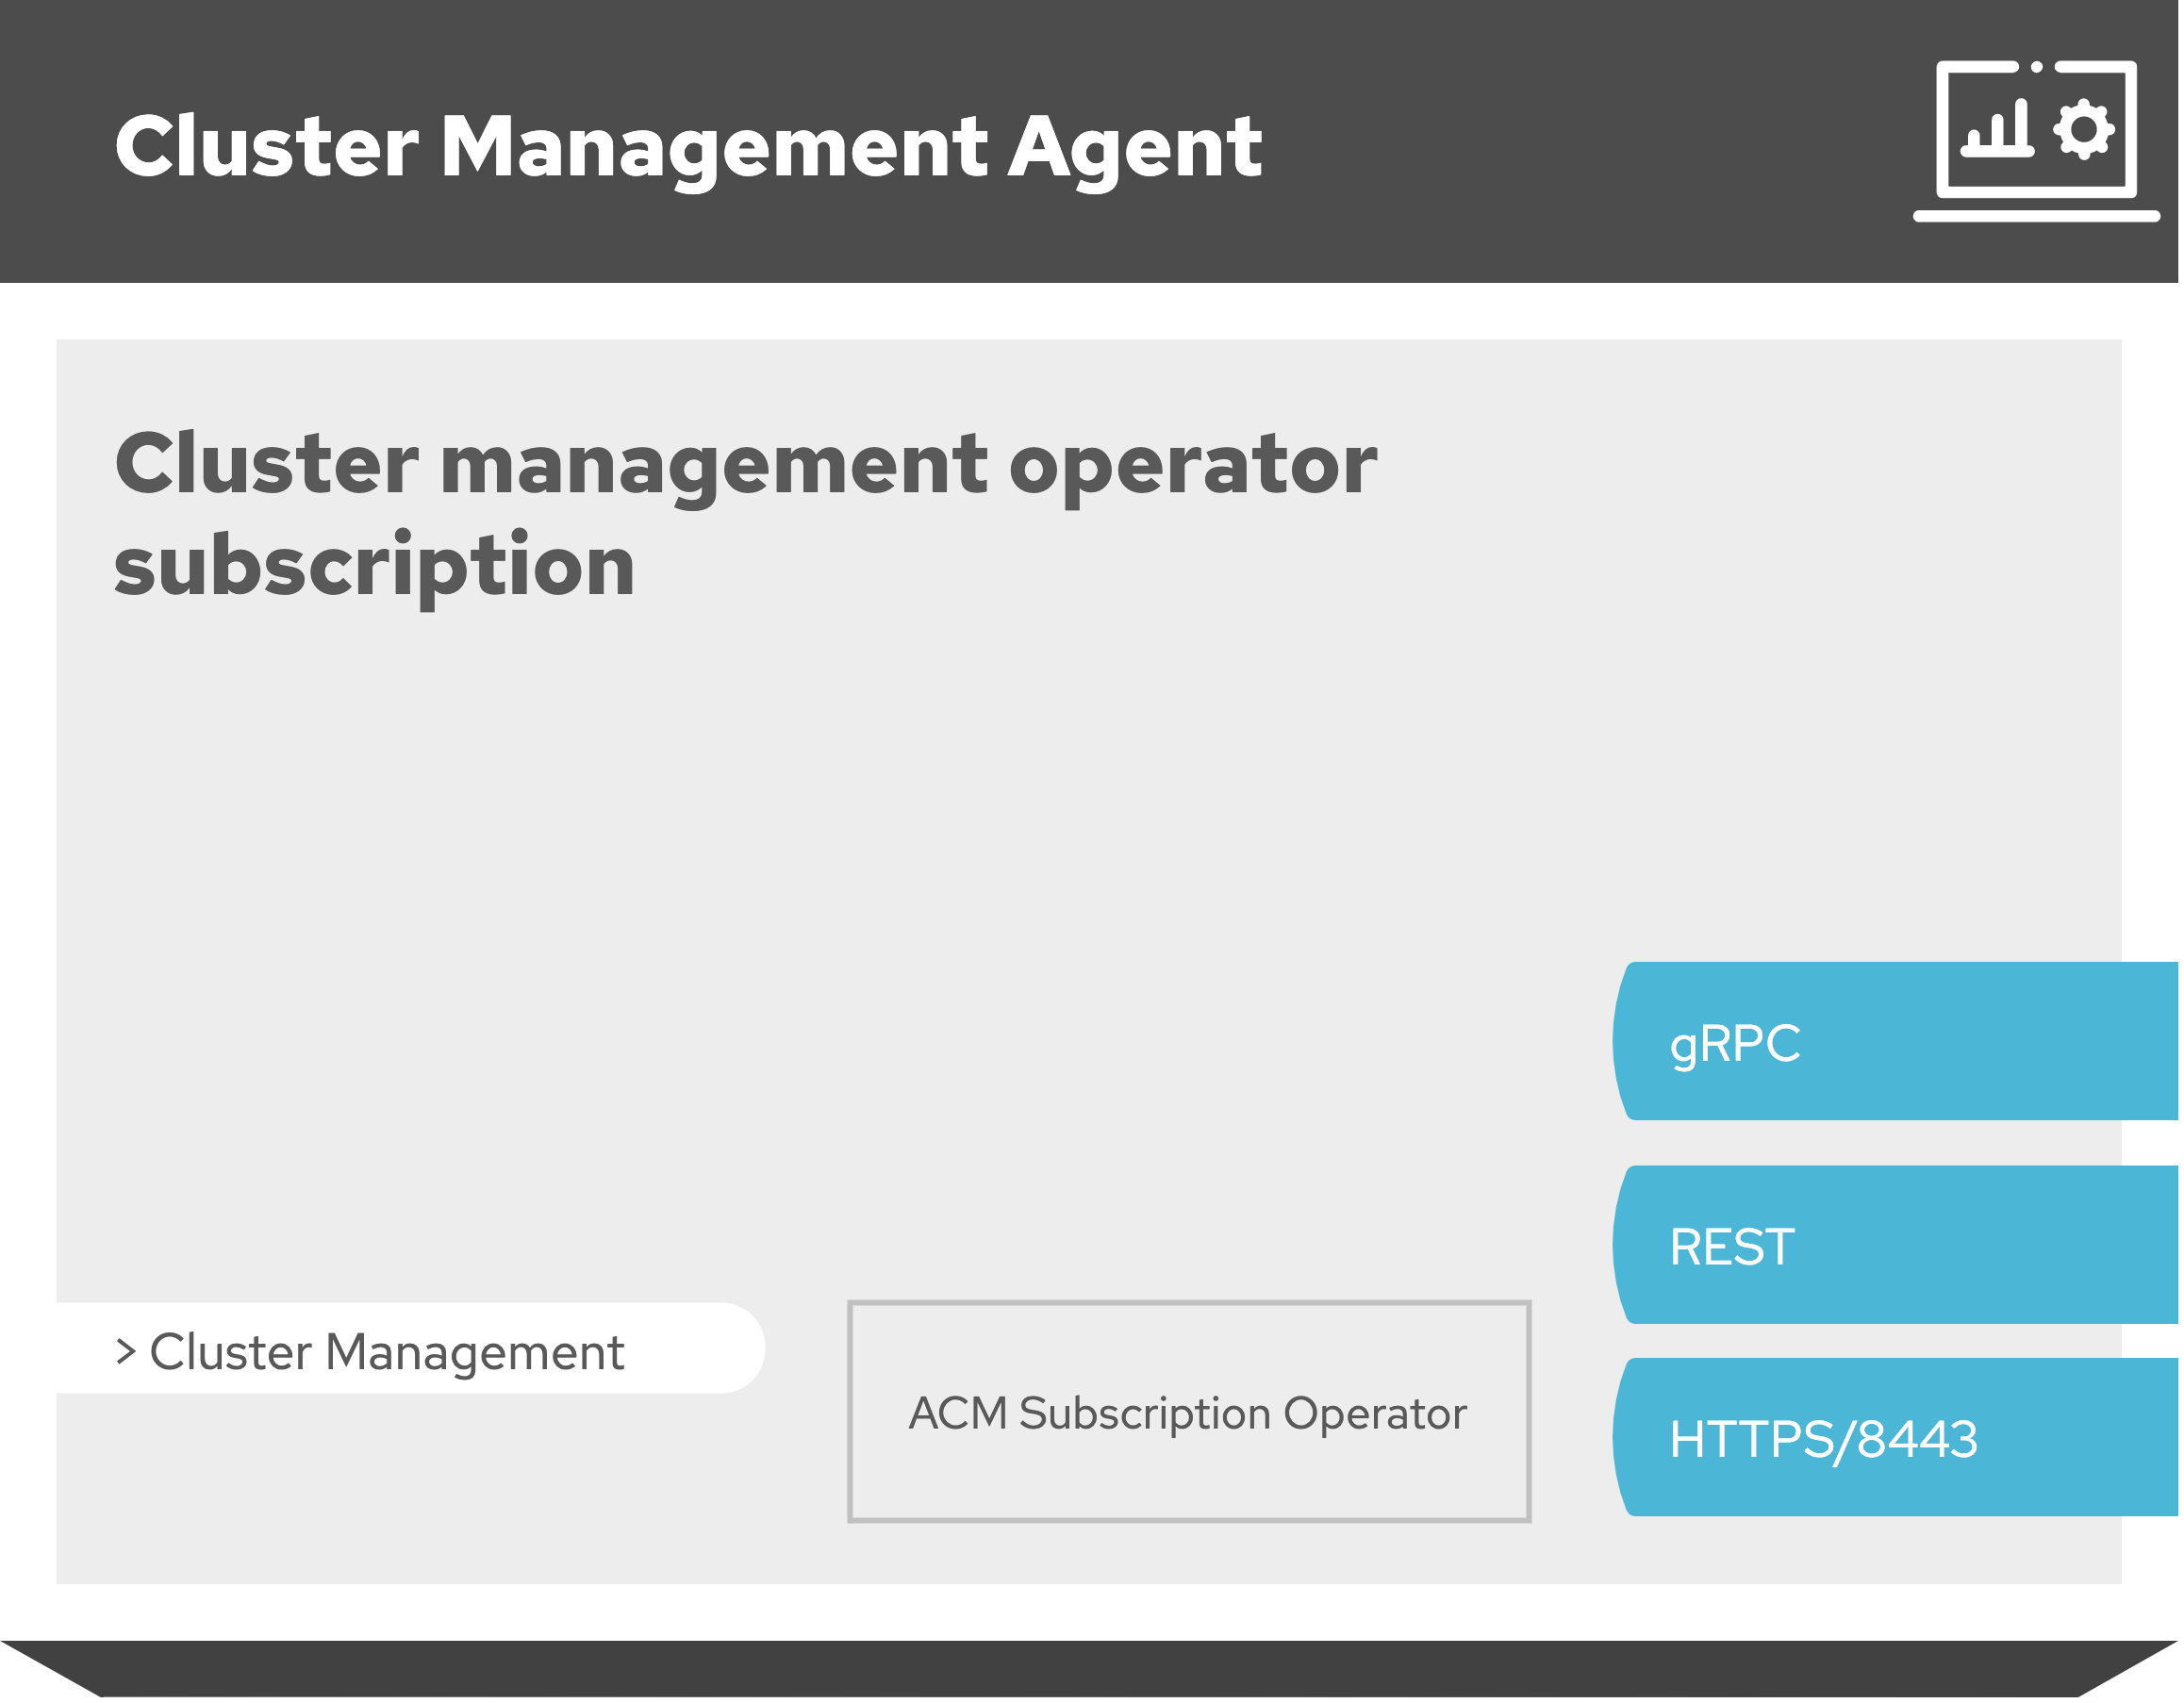 Cluster Management Agent
Cluster management operator
subscription
gRPC
REST
> Cluster Management
ACM Subscription Operator
HTTPS/8443